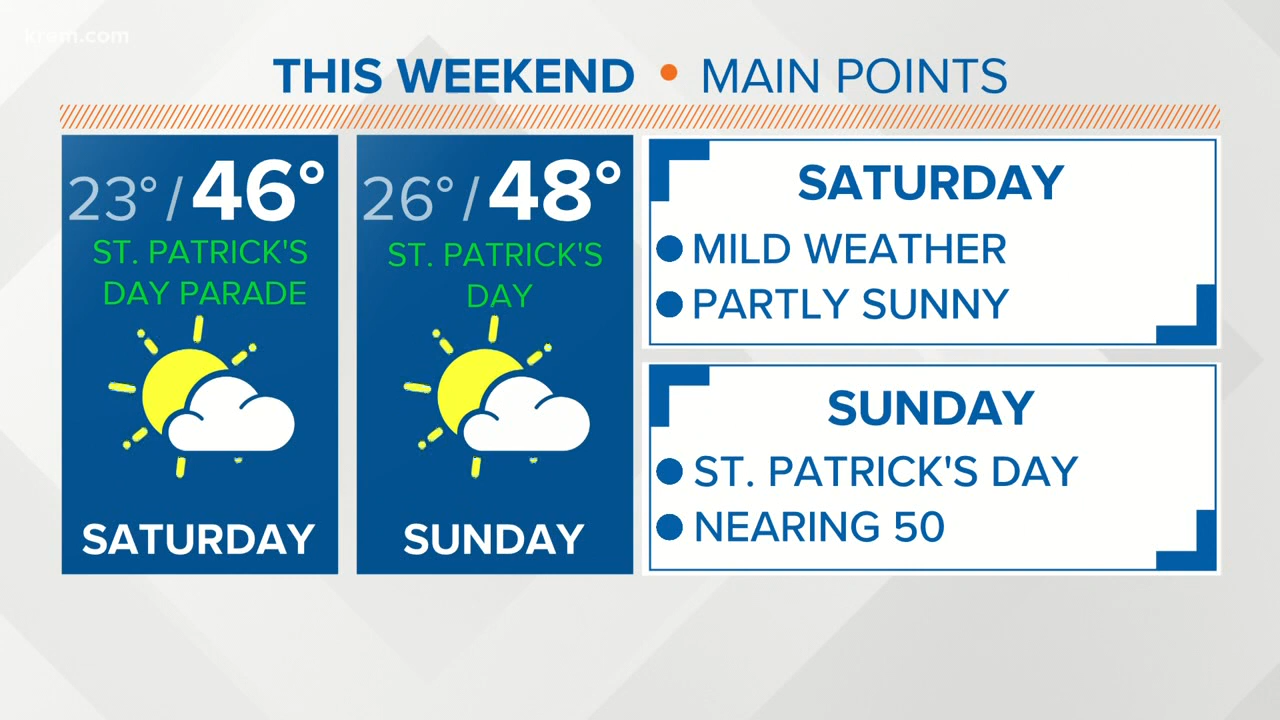 krem.com
THIS WEEKEND • MAIN POINTS
23°/46°
ST. PATRICK'S
DAY PARADE
SATURDAY
26°/48°
ST. PATRICK'S
DAY
SUNDAY
SATURDAY
● MILD WEATHER
● PARTLY SUNNY
SUNDAY
● ST. PATRICK'S DAY
● NEARING 50